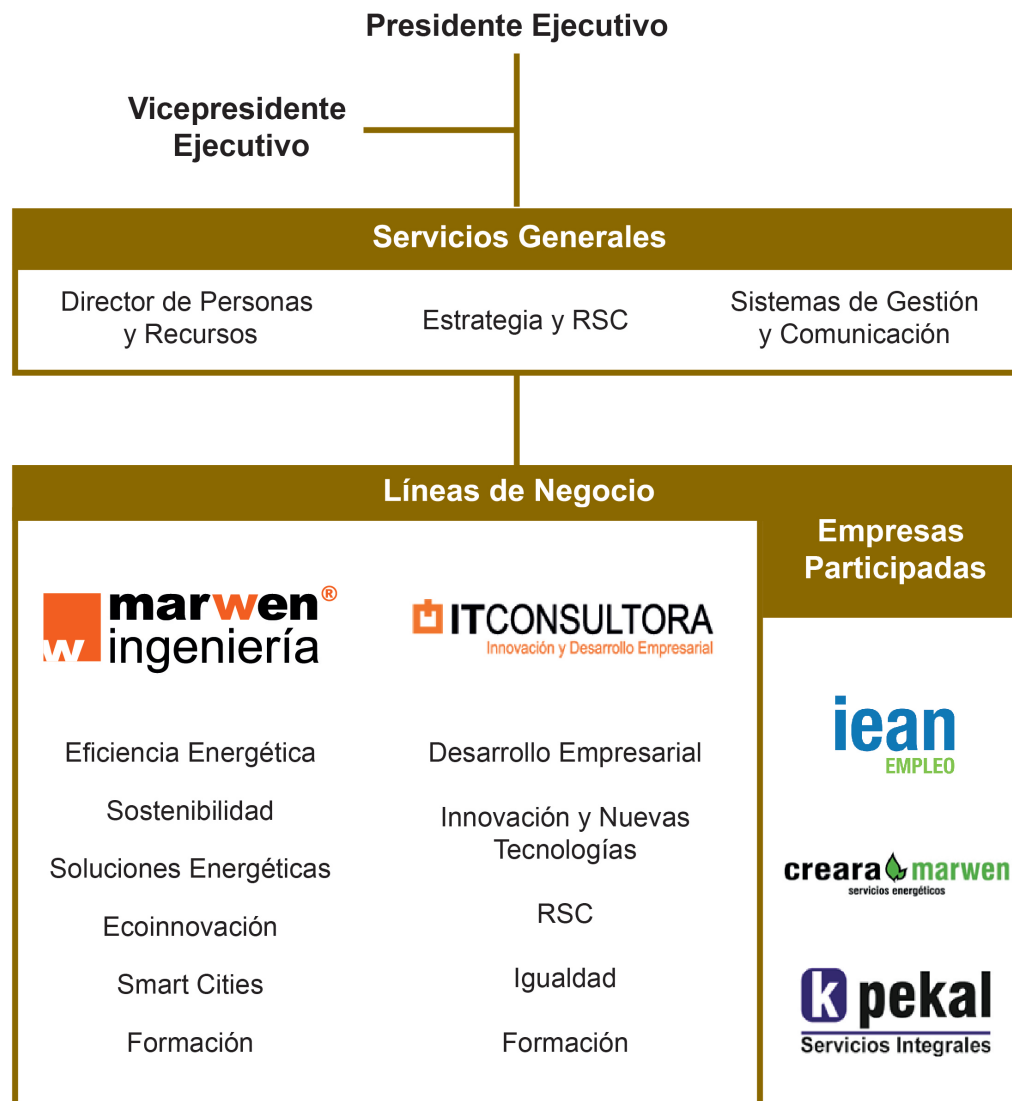 Presidente Ejecutivo
Vicepresidente
Ejecutivo
Servicios Generales
Director de Personas
y Recursos
Estrategia y RSC
Sistemas de Gestión
y Comunicación
Líneas de Negocio
w
marwen®
ingeniería
Eficiencia Energética
Sostenibilidad
Soluciones Energéticas
Ecoinnovación
Smart Cities
Formación
ITCONSULTORA
Innovación y Desarrollo Empresarial
Desarrollo Empresarial
Innovación y Nuevas
Tecnologías
RSC
Igualdad
Formación
Empresas
Participadas
iean
EMPLEO
creara marwen
servicios energéticos
k pekal
Servicios Integrales